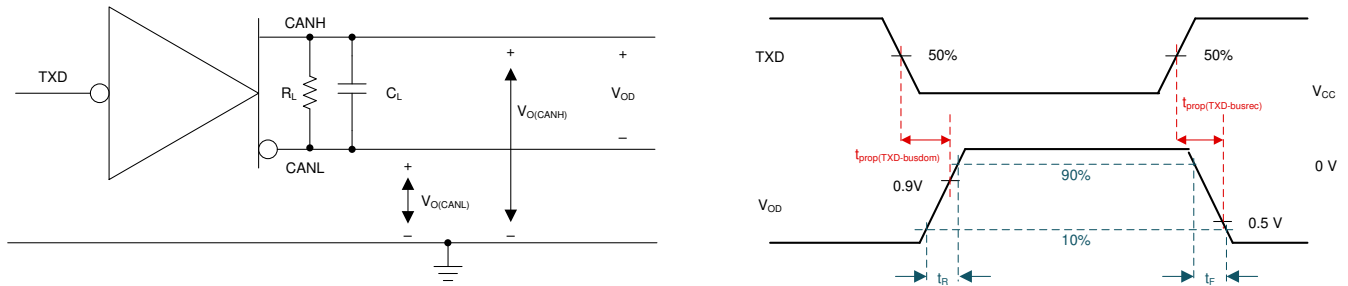 CANH
TXD
R_L
C_L
+
V_O(CANH)
−
+
V_OD
−
CANL
+
V_O(CANL)
−
TXD
50%
50%
V_CC
t_prop(TXD-busrec)
t_prop(TXD-busdom)
0 V
0.9V
90%
V_OD
0.5 V
10%
t_R
t_F